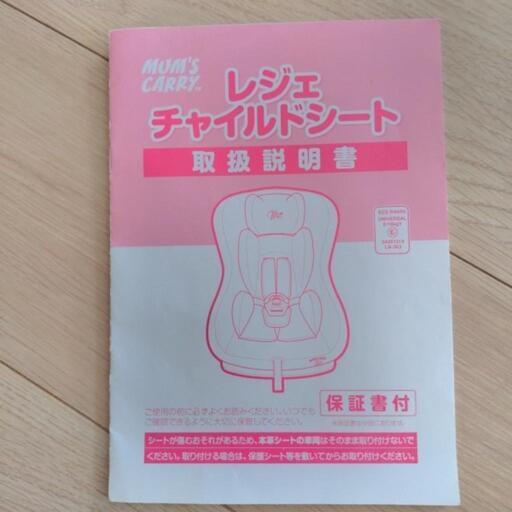 MUM'S
CARRY
レジェ
チャイルドシート
取扱説明書
UNIVERSAL
保証書付
ご使用の前に必ずよくお読みください。いつでも
ご確認できるように大切に保管してください。
シートが傷むおそれがあるため、本革シートの車両はそのまま取り付けないで
ください。取り付ける場合は、保護シート等を敷いてからお取り付けください。